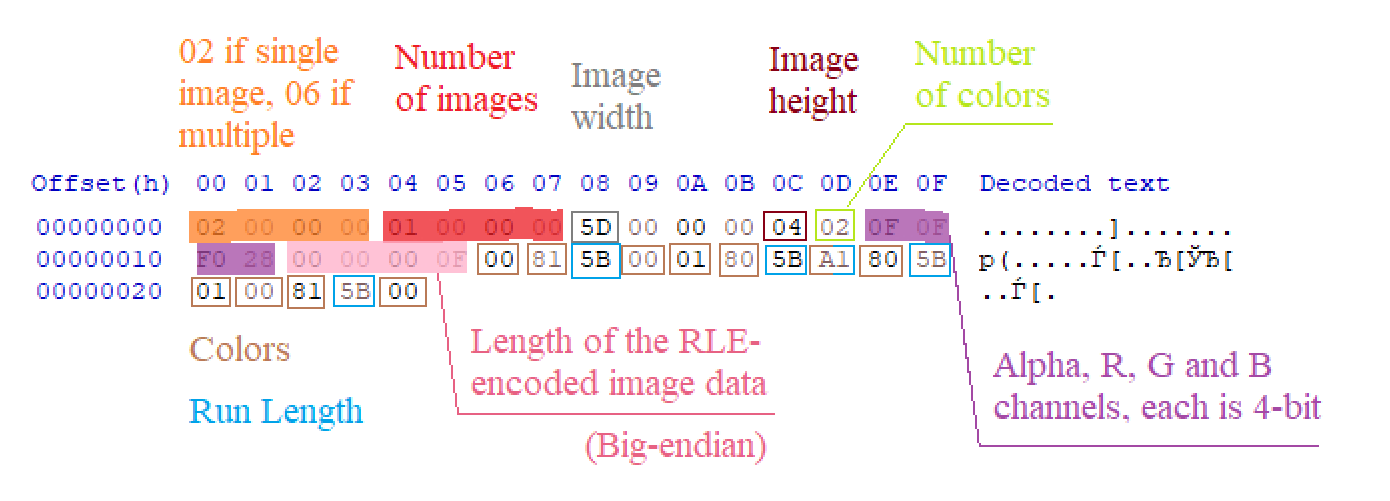 02 if single
image, 06 if
multiple
Number
of images
Image
width
Image
height
Number
of colors
Offset(h) 00 01 02 03 04 05 06 07 08 09 0A 0B 0C 0D 0E 0F Decoded text
00000000 02 00 00 00 01 00 00 00 5D 00 00 00 04 02 0F 0F ........].......
00000010 F0 28 00 00 00 0F 00 81 5B 00 01 80 5B A1 80 5B р(.....Ѓ[..Ђ[ЎЂ[
00000020 01 00 81 5B 00 ..Ѓ[.
Colors
Run Length
Length of the RLE-
encoded image data
(Big-endian)
Alpha, R, G and B
channels, each is 4-bit